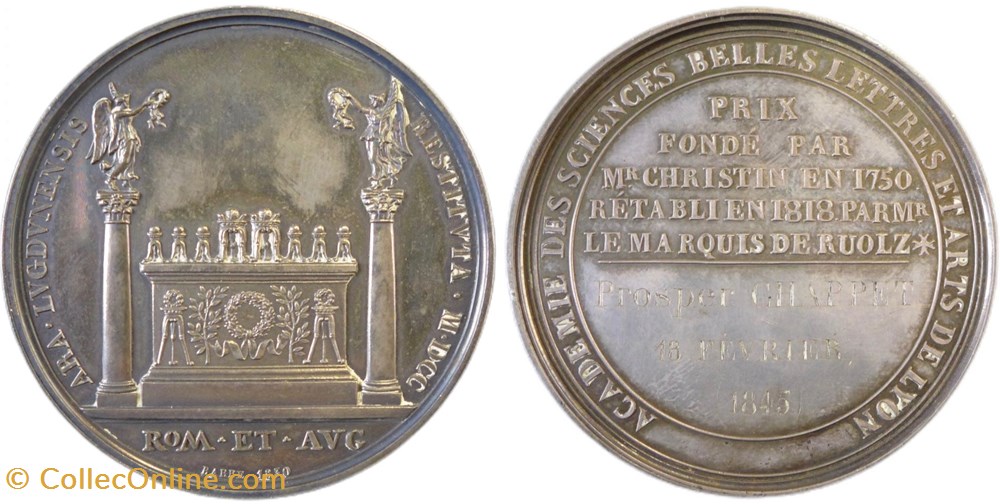 ARA · LVGDVNENSIS
RESTITVTA · M · DCC
ROM · ET · AVG
BARRE 1830
ACADEMIE DES SCIENCES BELLES LETTRES ET ARTS DE LYON
PRIX
FONDÉ PAR
MR CHRISTIN EN 1750
RÉTABLI EN 1818 PAR MR
LE MARQUIS DE RUOLZ*
Prosper CHAPPET
15 FÉVRIER
1845
© CollecOnline.com